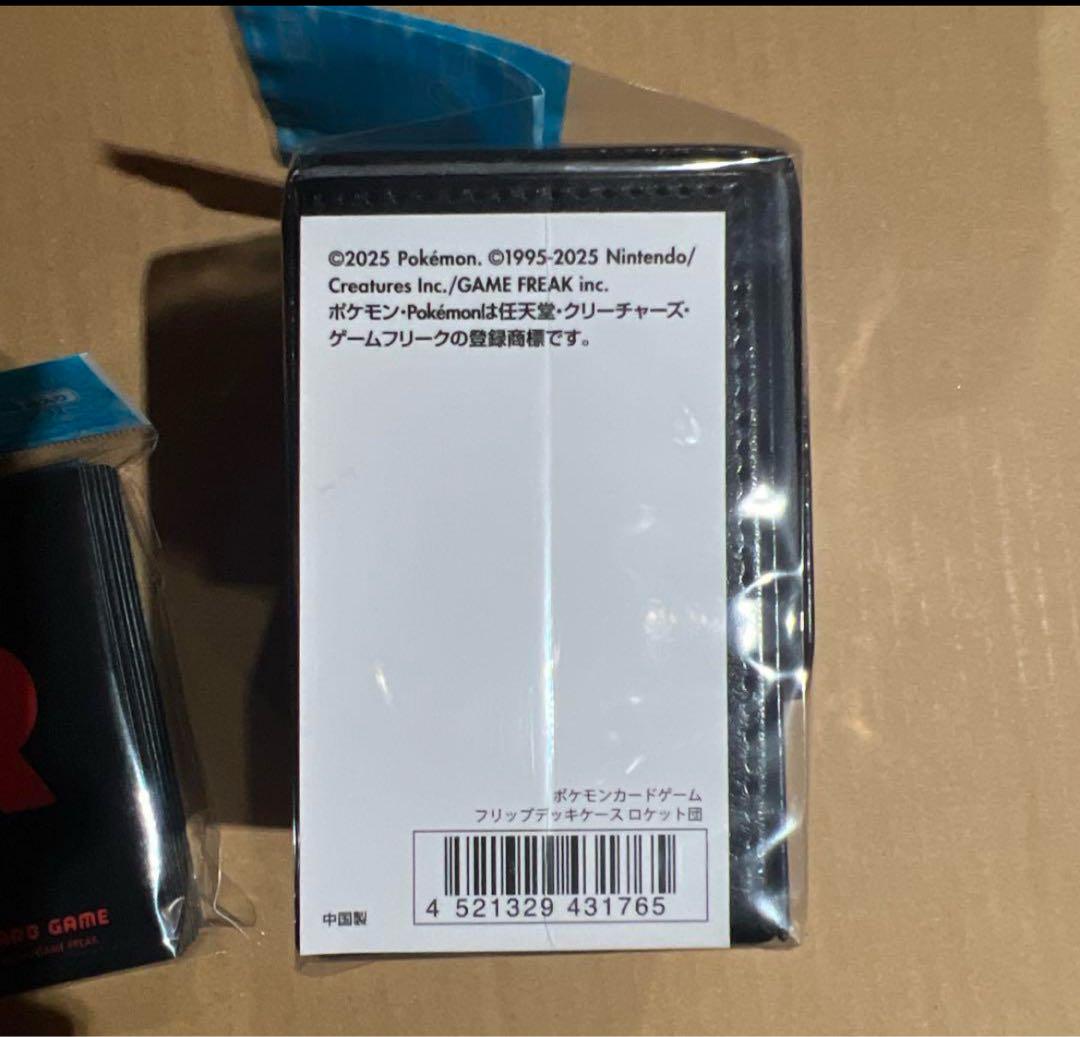 ©2025 Pokémon. ©1995-2025 Nintendo/
Creatures Inc./GAME FREAK inc.
ポケモン・Pokémonは任天堂・クリーチャーズ・
ゲームフリークの登録商標です。
ポケモンカードゲーム
フリップデッキケース ロケット団
4 521329 431765
中国製
GAME
GAME FREAK